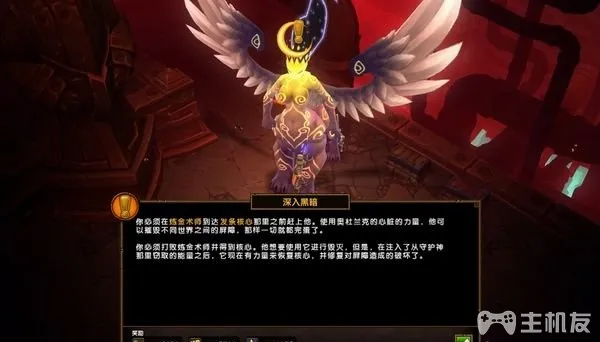 深入黑暗
你必须在炼金术师到达发条核心那里之前赶上他。使用奥杜兰克的心脏的力量，他可
以摧毁不同世界之间的屏障，那样一切就都完蛋了。
你必须打败炼金术师并得到核心。他想要使用它进行毁灭，但是，在注入了从守护神
那里窃取的能量之后，它现在有力量来恢复核心，并修复对屏障造成的破坏了。
奖励
主机友